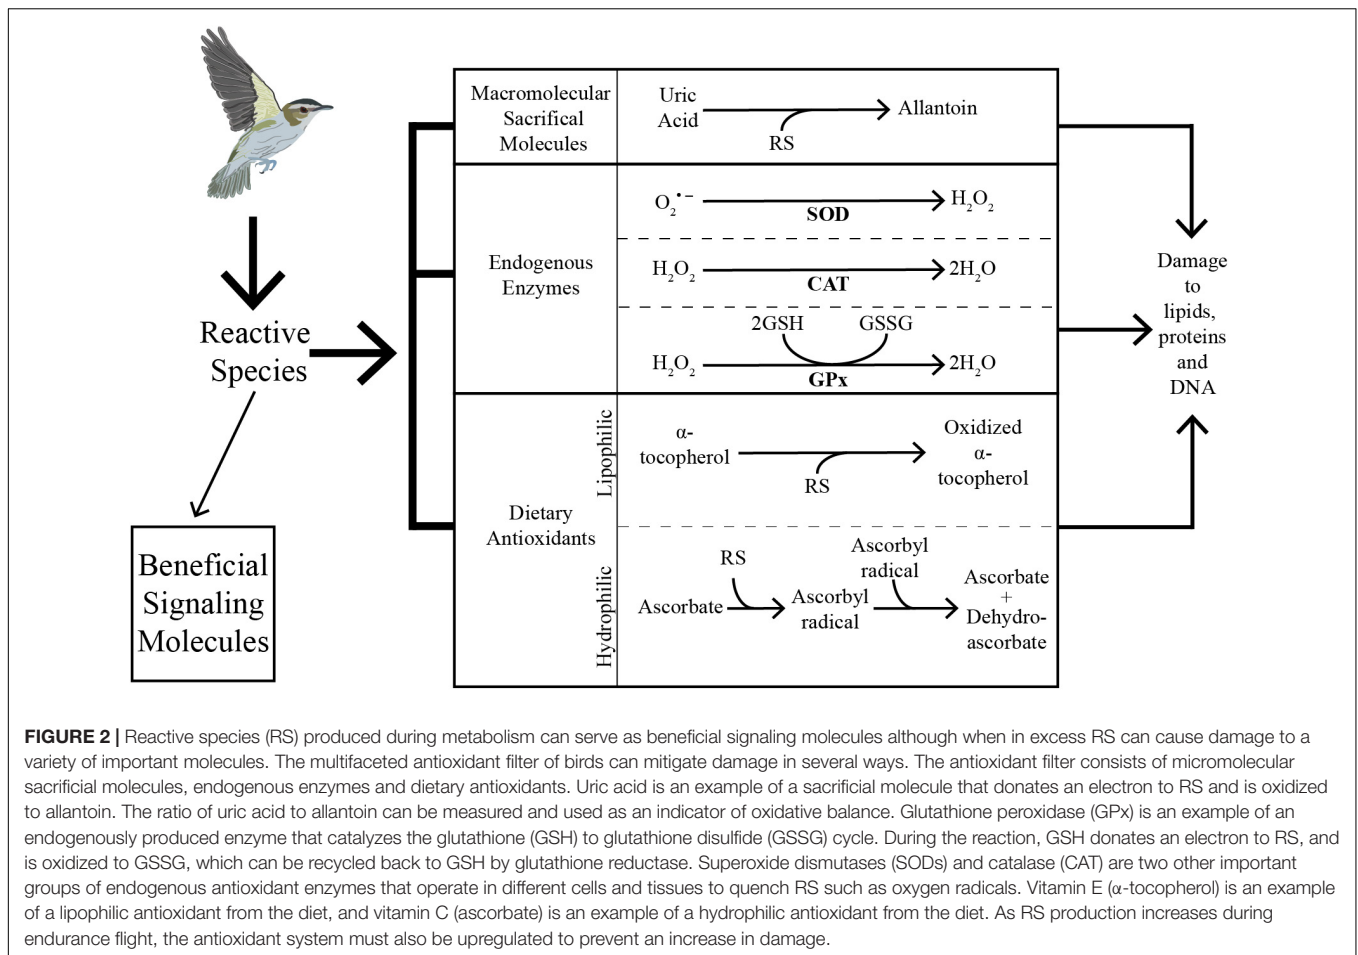 Macromolecular
Sacrifical
Molecules
Uric
Acid
RS
Allantoin
Endogenous
Enzymes
O₂•− SOD H₂O₂
H₂O₂ CAT 2H₂O
2GSH GSSG
H₂O₂ GPx 2H₂O
Dietary
Antioxidants
Lipophilic
α-
tocopherol
RS
Oxidized
α-
tocopherol
Hydrophilic
RS
Ascorbate
Ascorbyl
radical
Ascorbyl
radical
Ascorbate
+
Dehydro-
ascorbate
Reactive
Species
Beneficial
Signaling
Molecules
Damage
to
lipids,
proteins
and
DNA
FIGURE 2 | Reactive species (RS) produced during metabolism can serve as beneficial signaling molecules although when in excess RS can cause damage to a
variety of important molecules. The multifaceted antioxidant filter of birds can mitigate damage in several ways. The antioxidant filter consists of micromolecular
sacrificial molecules, endogenous enzymes and dietary antioxidants. Uric acid is an example of a sacrificial molecule that donates an electron to RS and is oxidized
to allantoin. The ratio of uric acid to allantoin can be measured and used as an indicator of oxidative balance. Glutathione peroxidase (GPx) is an example of an
endogenously produced enzyme that catalyzes the glutathione (GSH) to glutathione disulfide (GSSG) cycle. During the reaction, GSH donates an electron to RS, and
is oxidized to GSSG, which can be recycled back to GSH by glutathione reductase. Superoxide dismutases (SODs) and catalase (CAT) are two other important
groups of endogenous antioxidant enzymes that operate in different cells and tissues to quench RS such as oxygen radicals. Vitamin E (α-tocopherol) is an example
of a lipophilic antioxidant from the diet, and vitamin C (ascorbate) is an example of a hydrophilic antioxidant from the diet. As RS production increases during
endurance flight, the antioxidant system must also be upregulated to prevent an increase in damage.